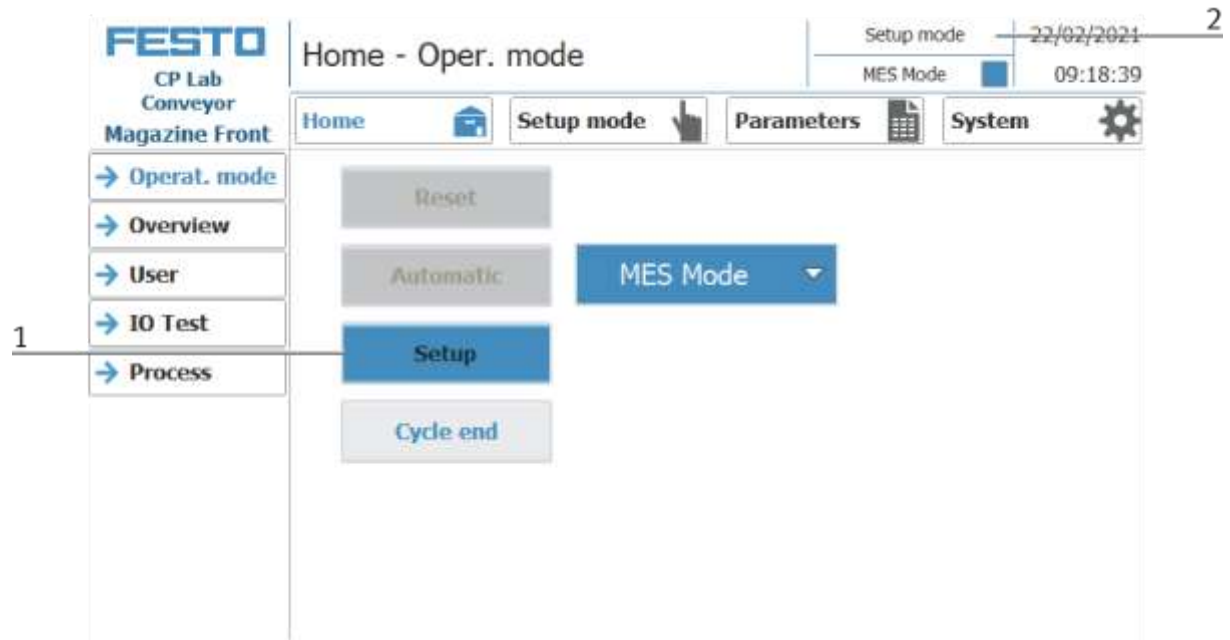 FESTO
CP Lab
Conveyor
Magazine Front
Home - Oper. mode
Setup mode
22/02/2021
2
MES Mode
09:18:39
Home
Setup mode
Parameters
System
Operat. mode
Overview
User
IO Test
Process
1
Reset
Automatic
MES Mode
Setup
Cycle end